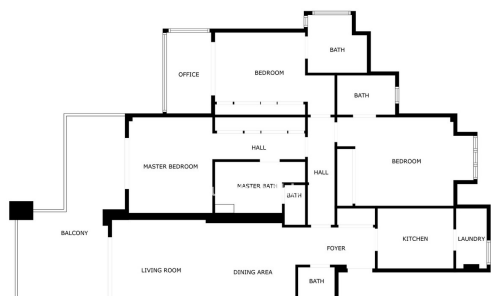 BATH
OFFICE
BEDROOM
BATH
HALL
MASTER BEDROOM
BEDROOM
HALL
MASTER BATH
BATH
BALCONY
FOYER
KITCHEN
LAUNDRY
LIVING ROOM
DINING AREA
BATH